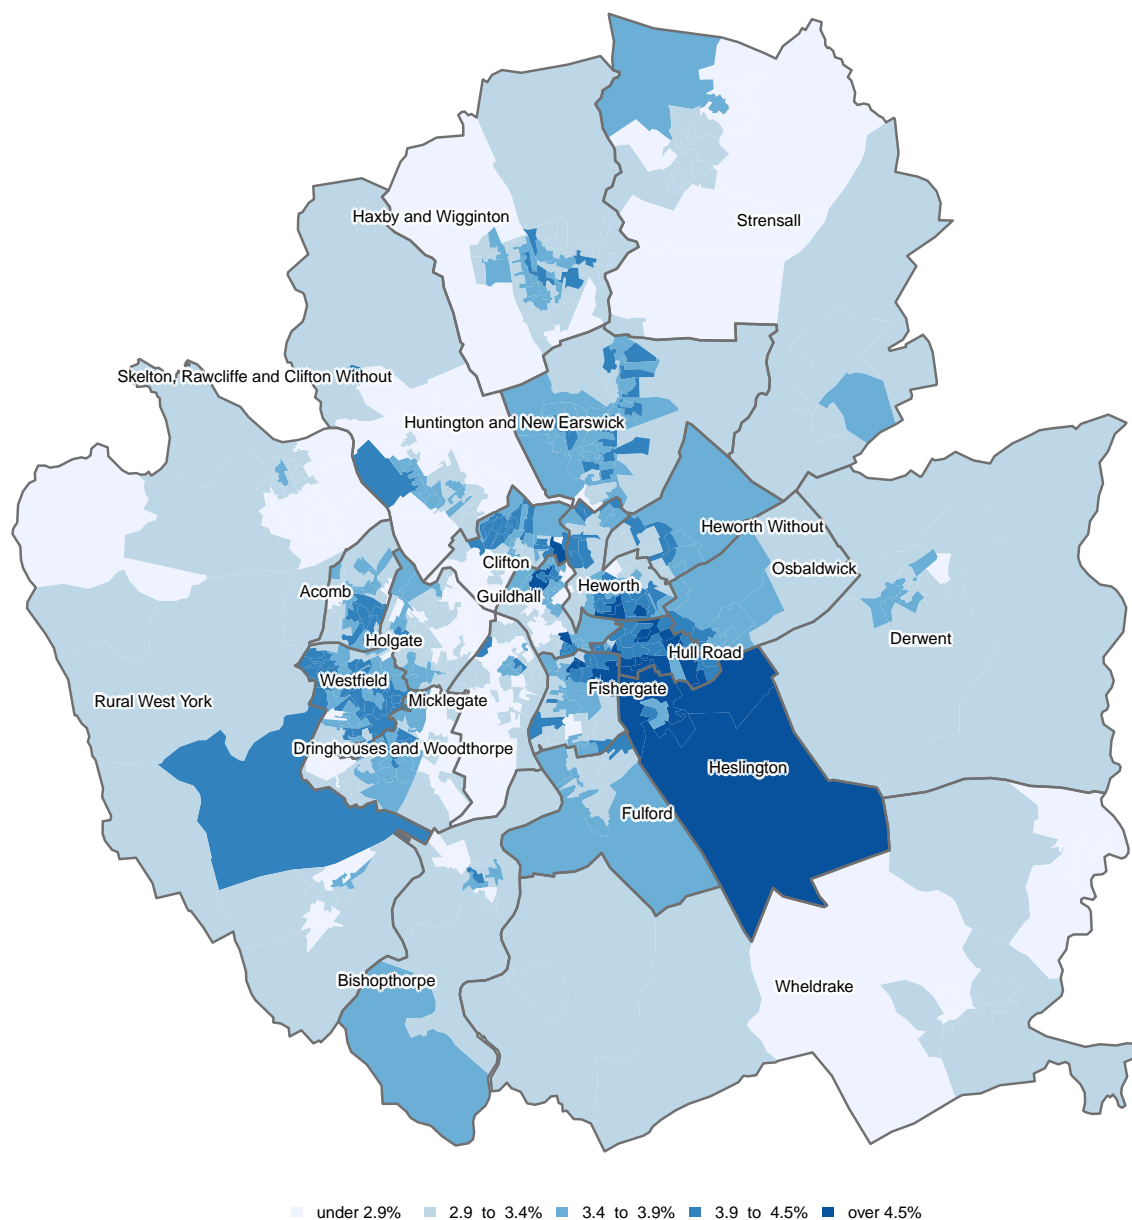 Haxby and Wigginton
Strensall
Skelton, Rawcliffe and Clifton Without
Huntington and New Earswick
Heworth Without
Clifton
Osbaldwick
Acomb
Heworth
Guildhall
Holgate
Derwent
Hull Road
Westfield
Fishergate
Rural West York
Micklegate
Dringhouses and Woodthorpe
Heslington
Fulford
Bishopthorpe
Wheldrake
under 2.9% 2.9 to 3.4% 3.4 to 3.9% 3.9 to 4.5% over 4.5%